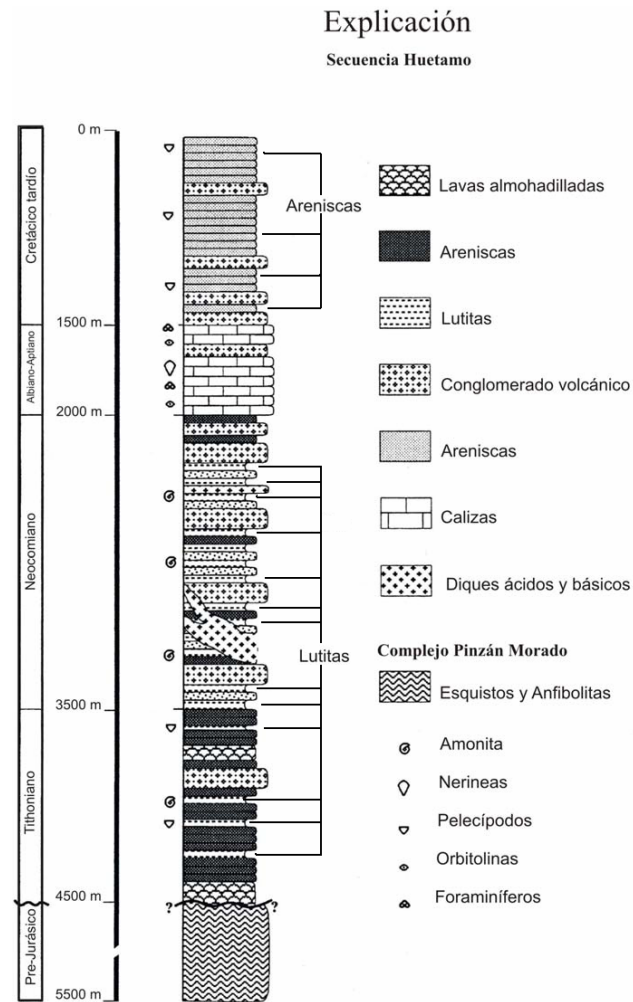 Explicación
Secuencia Huetamo
0 m
1500 m
2000 m
3500 m
4500 m
5500 m
Cretácico tardío
Albiano-Aptiano
Neocomiano
Tithoniano
Pre-Jurásico
Areniscas
Lutitas
?
?
Lavas almohadilladas
Areniscas
Lutitas
Conglomerado volcánico
Areniscas
Calizas
Diques ácidos y básicos
Complejo Pinzán Morado
Esquistos y Anfibolitas
Amonita
Nerineas
Pelecípodos
Orbitolinas
Foraminíferos